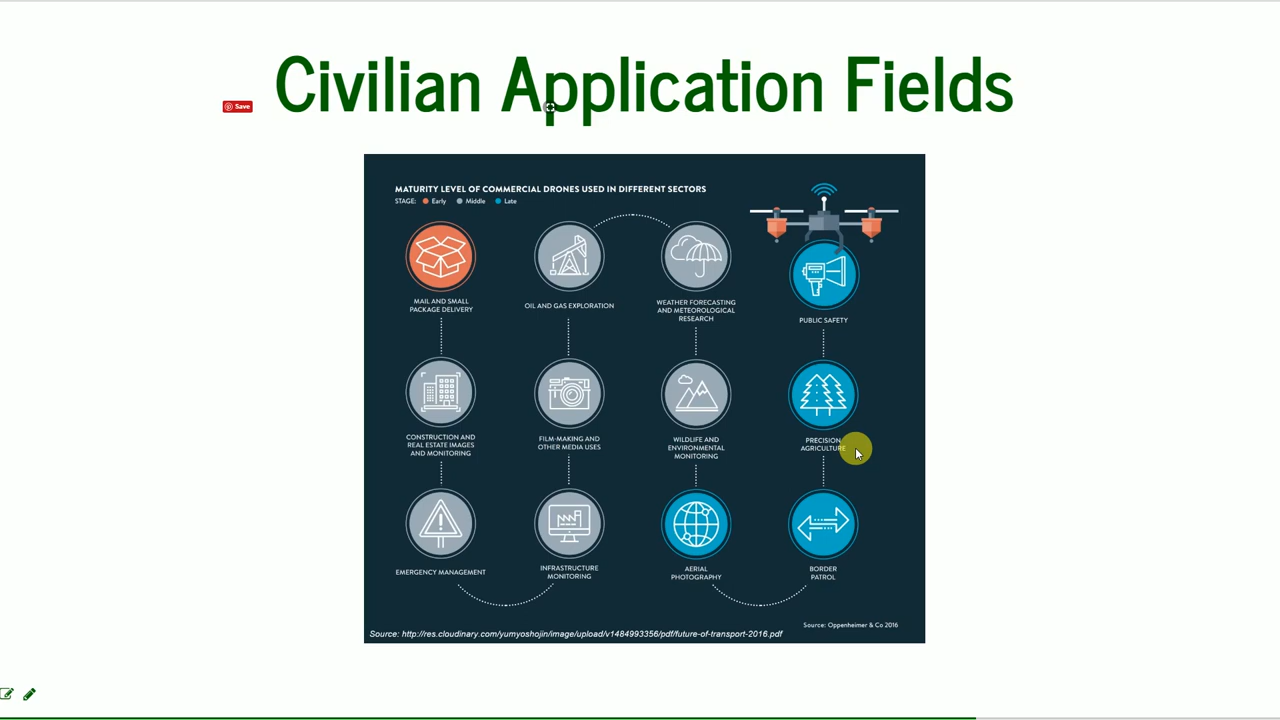 Civilian Application Fields
Save
MATURITY LEVEL OF COMMERCIAL DRONES USED IN DIFFERENT SECTORS
STAGE: Early Middle Late
MAIL AND SMALL
PACKAGE DELIVERY
OIL AND GAS EXPLORATION
WEATHER FORECASTING
AND METEOROLOGICAL
RESEARCH
PUBLIC SAFETY
CONSTRUCTION AND
REAL ESTATE IMAGES
AND MONITORING
FILM-MAKING AND
OTHER MEDIA USES
WILDLIFE AND
ENVIRONMENTAL
MONITORING
PRECISION
AGRICULTURE
EMERGENCY MANAGEMENT
INFRASTRUCTURE
MONITORING
AERIAL
PHOTOGRAPHY
BORDER
PATROL
Source: Oppenheimer & Co 2016
Source: http://res.cloudinary.com/yumyoshojin/image/upload/v1484993356/pdf/future-of-transport-2016.pdf